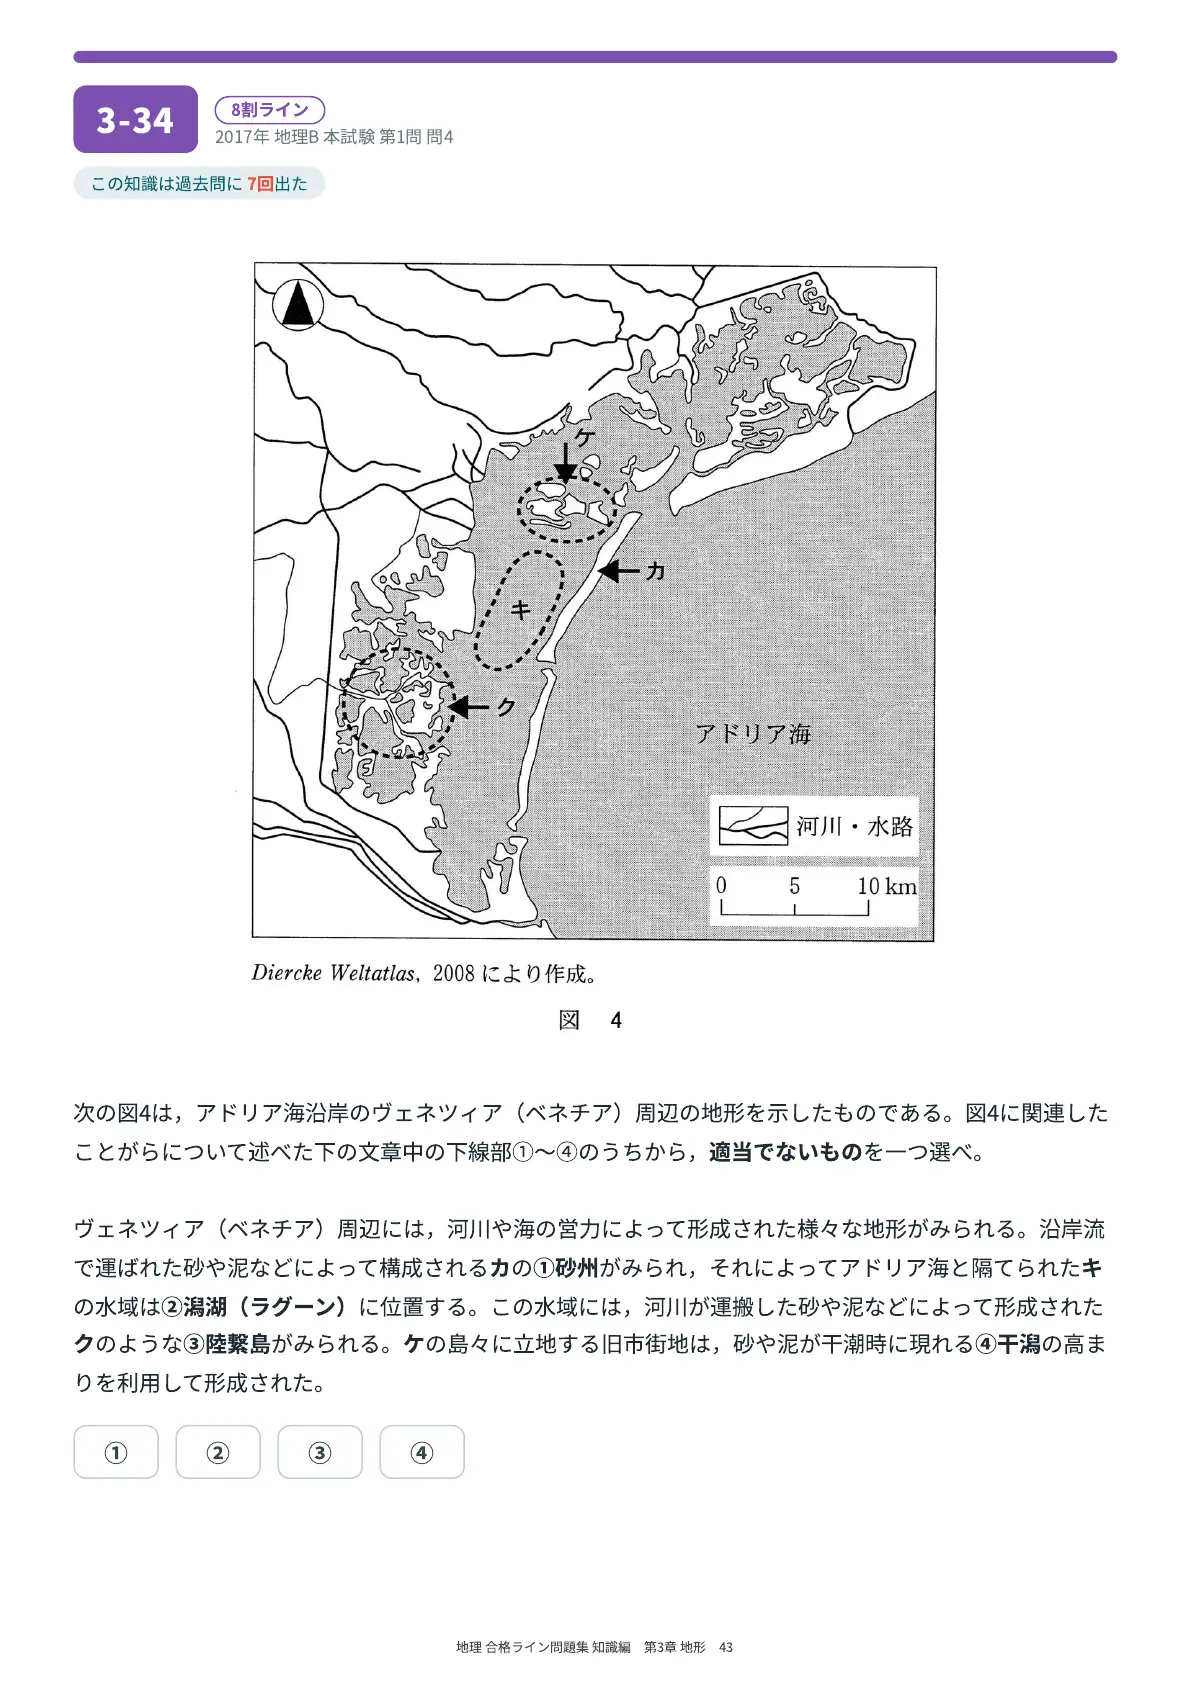 3-34
8割ライン
2017年 地理B 本試験 第1問 問4
この知識は過去問に 7回出た
ケ
カ
キ
ク
アドリア海
河川・水路
0 5 10 km
Diercke Weltatlas, 2008 により作成。
図 4
次の図4は，アドリア海沿岸のヴェネツィア（ベネチア）周辺の地形を示したものである。図4に関連した
ことがらについて述べた下の文章中の下線部①～④のうちから，適当でないものを一つ選べ。
ヴェネツィア（ベネチア）周辺には，河川や海の営力によって形成された様々な地形がみられる。沿岸流
で運ばれた砂や泥などによって構成されるカの①砂州がみられ，それによってアドリア海と隔てられたキ
の水域は②潟湖（ラグーン）に位置する。この水域には，河川が運搬した砂や泥などによって形成された
クのような③陸繋島がみられる。ケの島々に立地する旧市街地は，砂や泥が干潮時に現れる④干潟の高ま
りを利用して形成された。
① ② ③ ④
地理 合格ライン問題集 知識編 第3章 地形 43